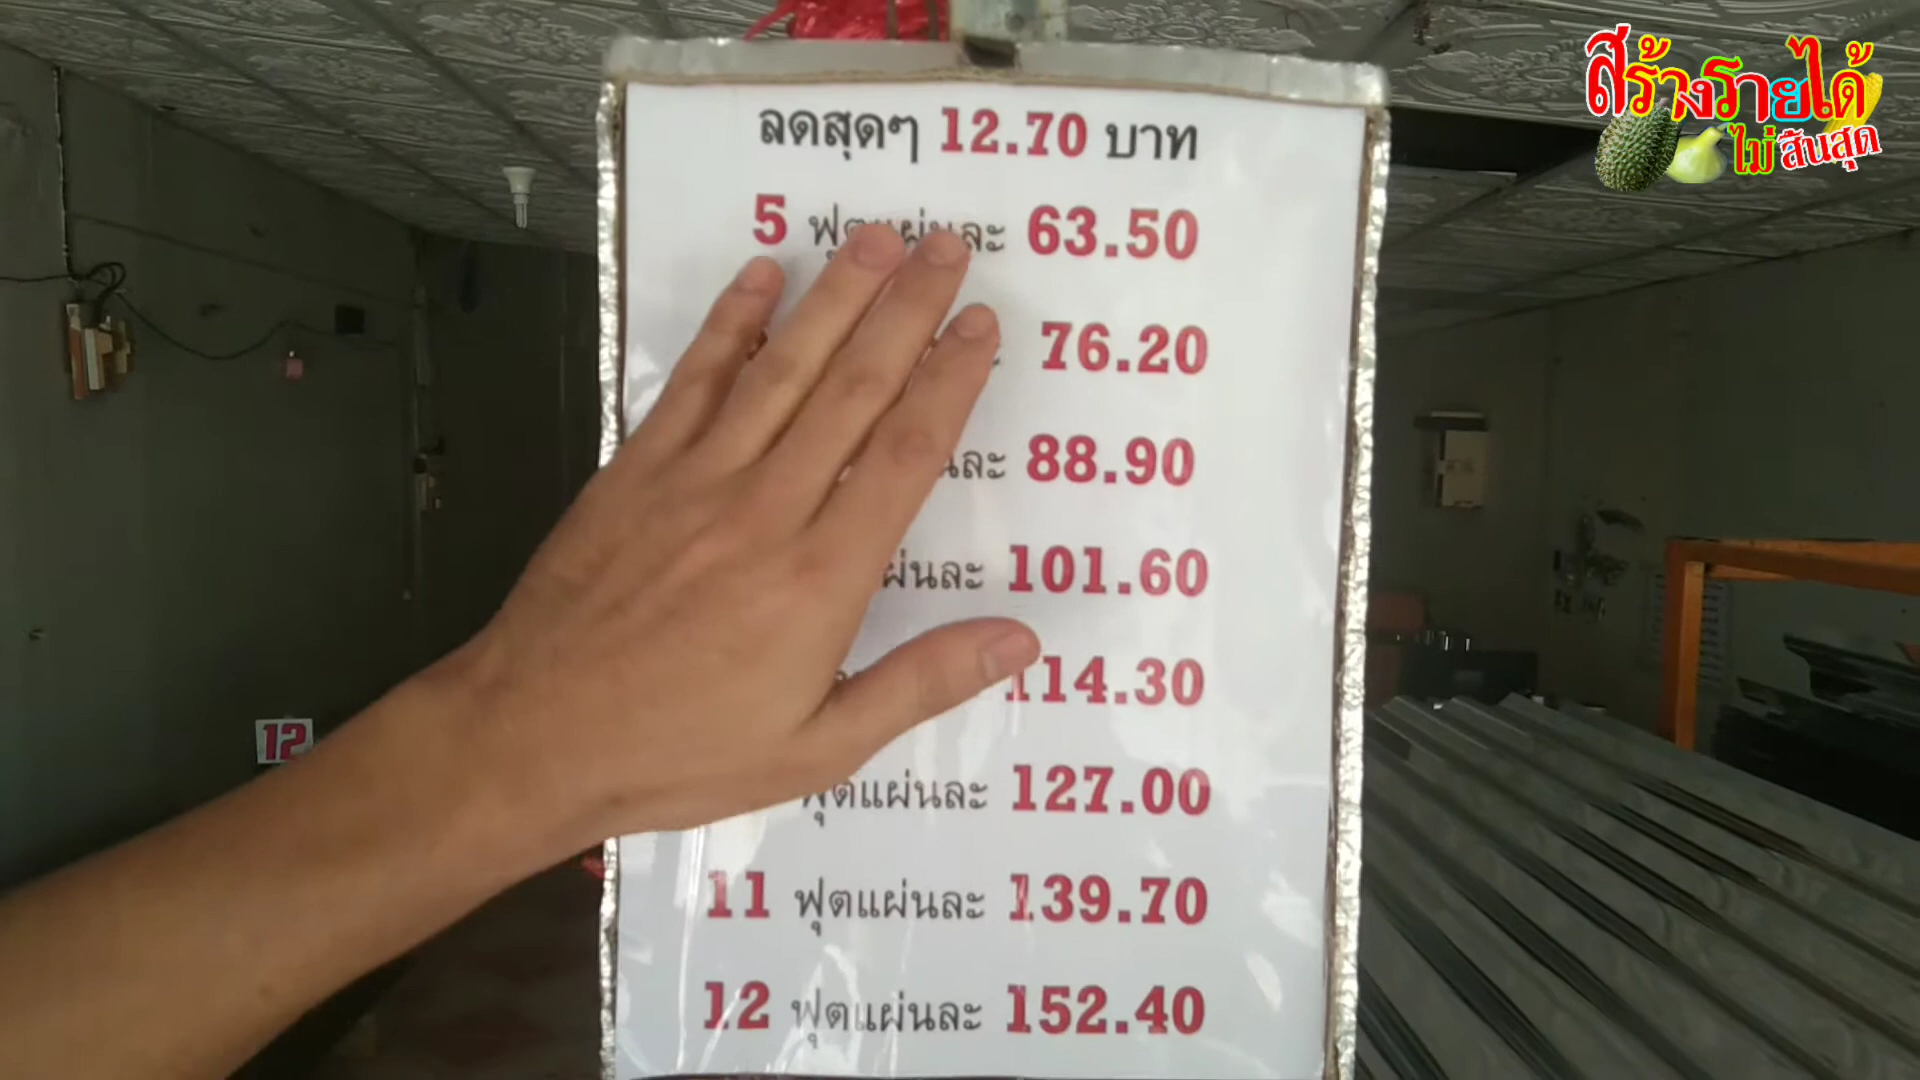 สร้างรายได้
ไม่สิ้นสุด
ลดสุดๆ 12.70 บาท
5 ฟุตแผ่นละ 63.50
76.20
88.90
แผ่นละ 101.60
114.30
ฟุตแผ่นละ 127.00
11 ฟุตแผ่นละ 139.70
12 ฟุตแผ่นละ 152.40
12